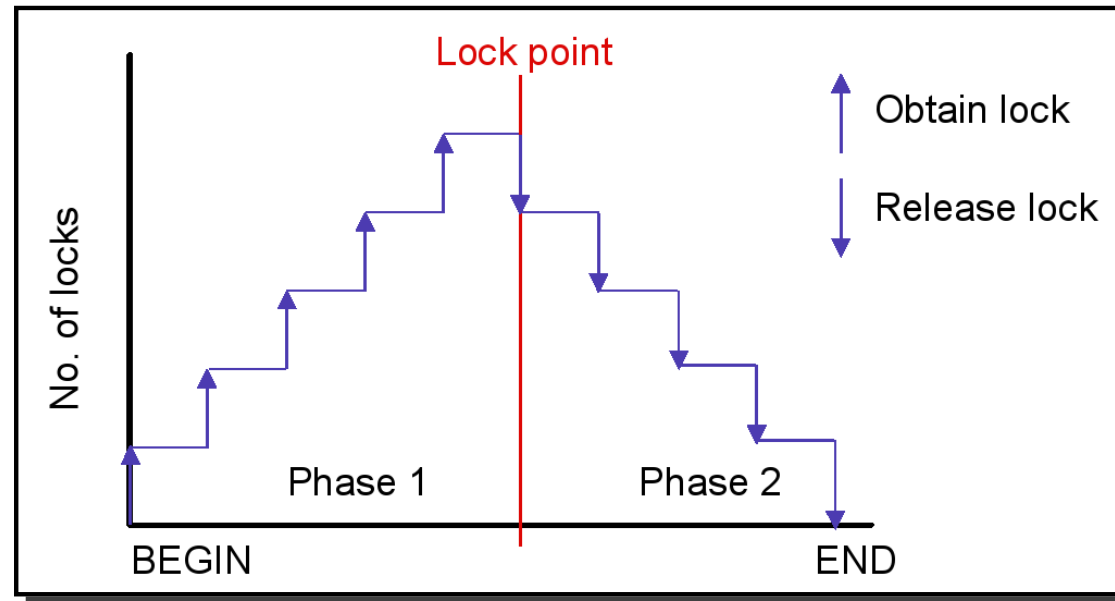 Lock point
Obtain lock
Release lock
No. of locks
Phase 1
Phase 2
BEGIN
END